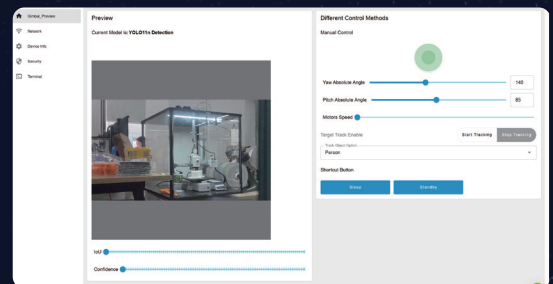 Gimbal_Preview
Network
Device Info
Security
Terminal
Preview
Current Model is: YOLO11n Detection
IoU
Confidence
Different Control Methods
Manual Control
Yaw Absolute Angle
140
Pitch Absolute Angle
85
Motors Speed
Target Track Enable
Start Tracking
Stop Tracking
Track Object Option
Person
Shortcut Button
Sleep
Standby